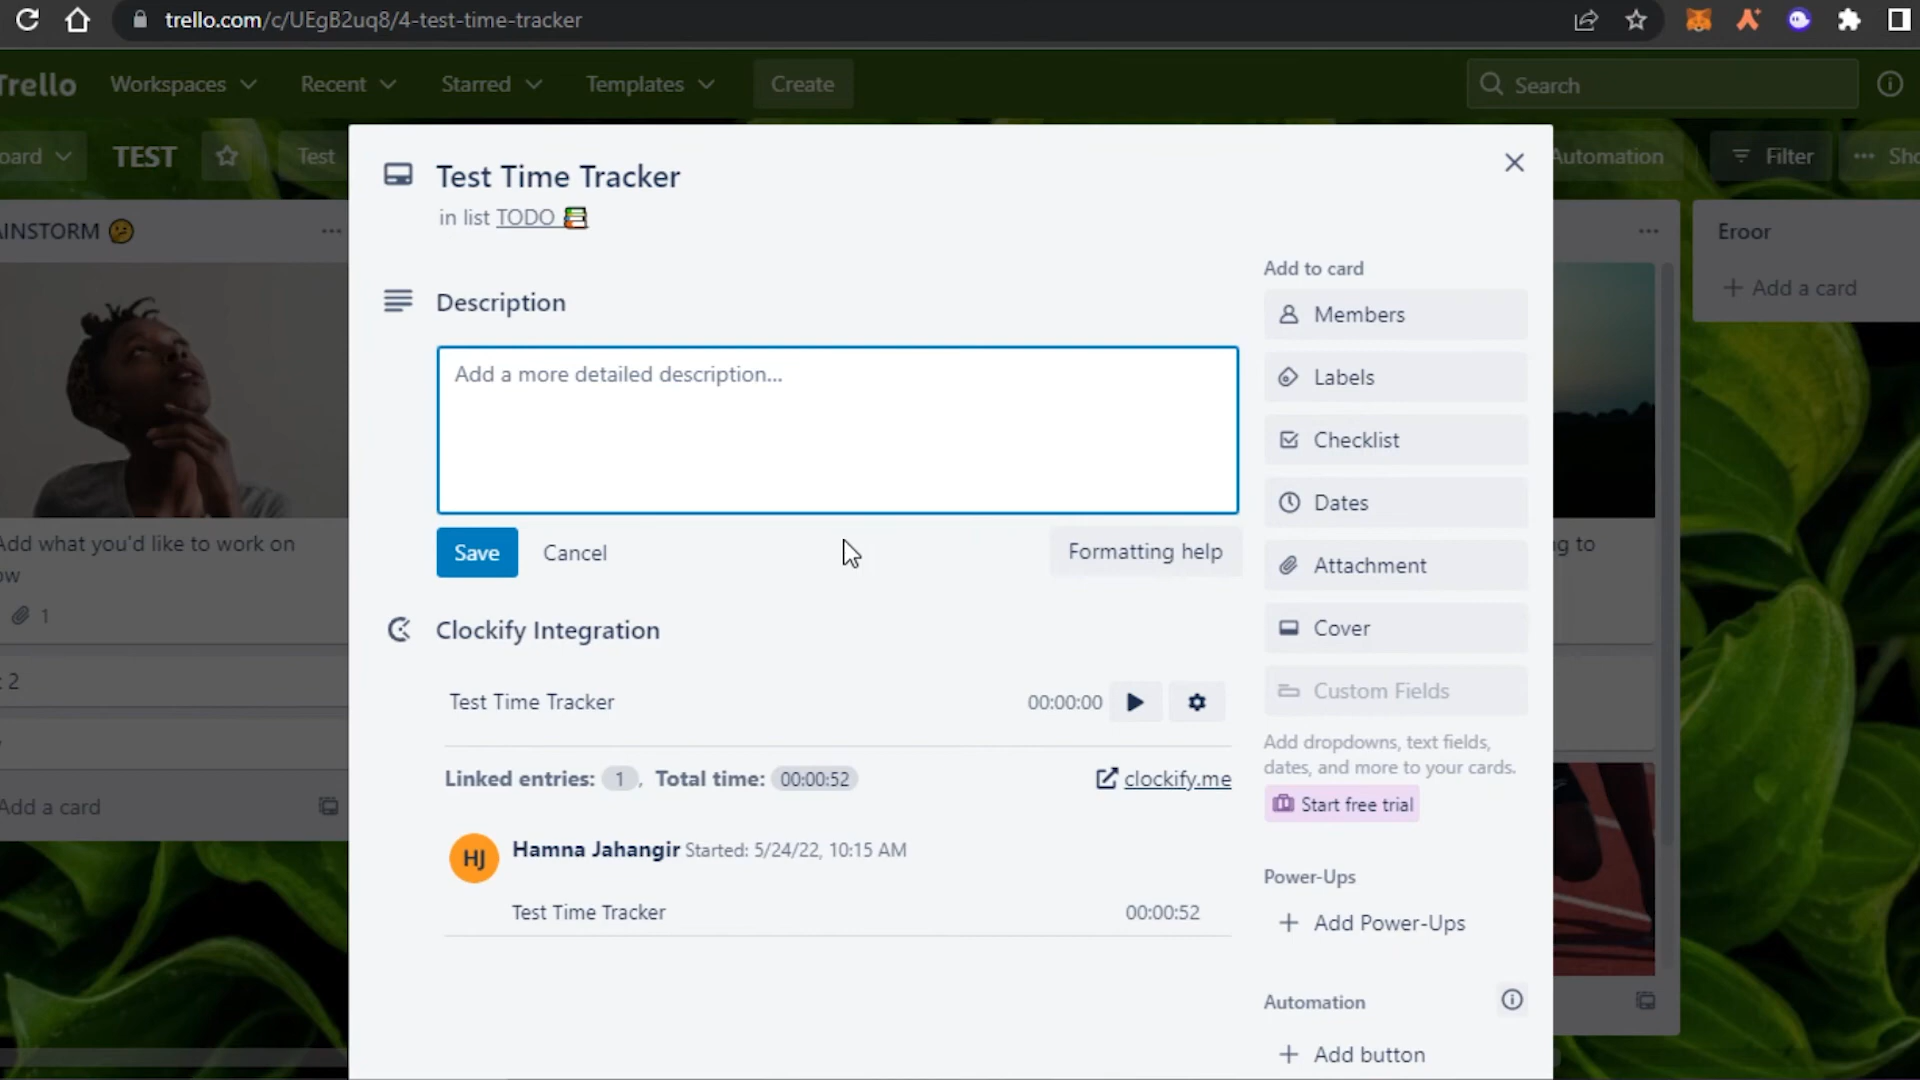 trello.com/c/UEgB2uq8/4-test-time-tracker
Trello Workspaces Recent Starred Templates Create Search
oard TEST Test Automation Filter Sho
AINSTORM 🤔
Eroor
Add a card
Test Time Tracker
in list TODO 📚
Description
Add a more detailed description...
Save Cancel Formatting help
Clockify Integration
Test Time Tracker 00:00:00
Linked entries: 1, Total time: 00:00:52 clockify.me
HJ Hamna Jahangir Started: 5/24/22, 10:15 AM
Test Time Tracker 00:00:52
Add to card
Members
Labels
Checklist
Dates
Attachment
Cover
Custom Fields
Add dropdowns, text fields,
dates, and more to your cards.
Start free trial
Power-Ups
Add Power-Ups
Automation
Add button
Add what you'd like to work on
ow
1
2
Add a card
g to